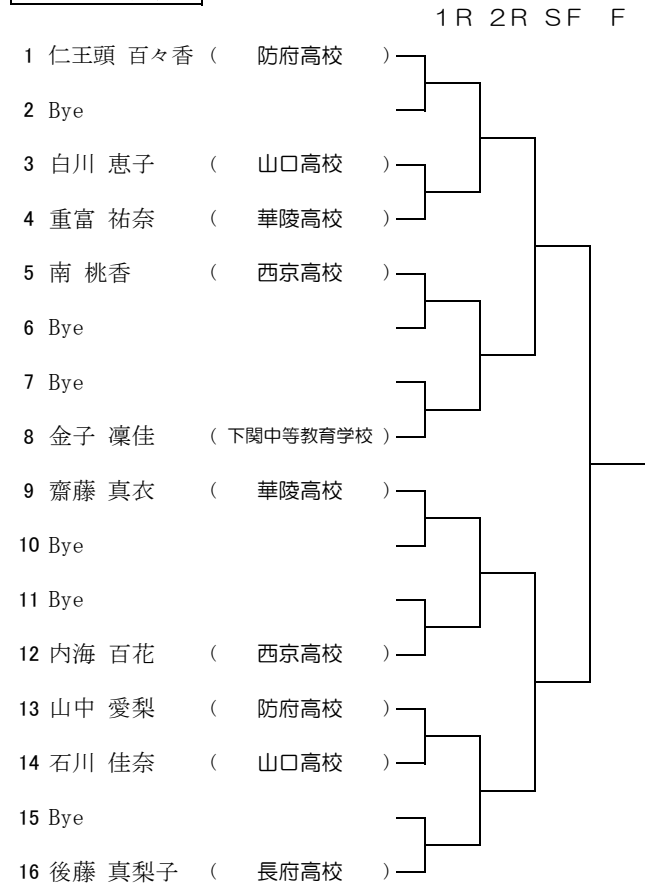 1R 2R SF F
1 仁王頭 百々香 ( 防府高校 )
2 Bye
3 白川 恵子 ( 山口高校 )
4 重富 祐奈 ( 華陵高校 )
5 南 桃香 ( 西京高校 )
6 Bye
7 Bye
8 金子 凜佳 ( 下関中等教育学校 )
9 齋藤 真衣 ( 華陵高校 )
10 Bye
11 Bye
12 内海 百花 ( 西京高校 )
13 山中 愛梨 ( 防府高校 )
14 石川 佳奈 ( 山口高校 )
15 Bye
16 後藤 真梨子 ( 長府高校 )